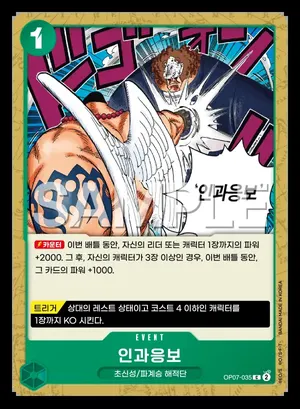 1
인과응보
SAMPLE
카운터 이번 배틀 동안, 자신의 리더 또는 캐릭터 1장까지의 파워
+2000. 그 후, 자신의 캐릭터가 3장 이상인 경우, 이번 배틀 동안,
그 카드의 파워 +1000.
트리거 상대의 레스트 상태이고 코스트 4 이하인 캐릭터를
1장까지 KO 시킨다.
EVENT
인과응보
초신성/파계승 해적단
OP07-035 C
2